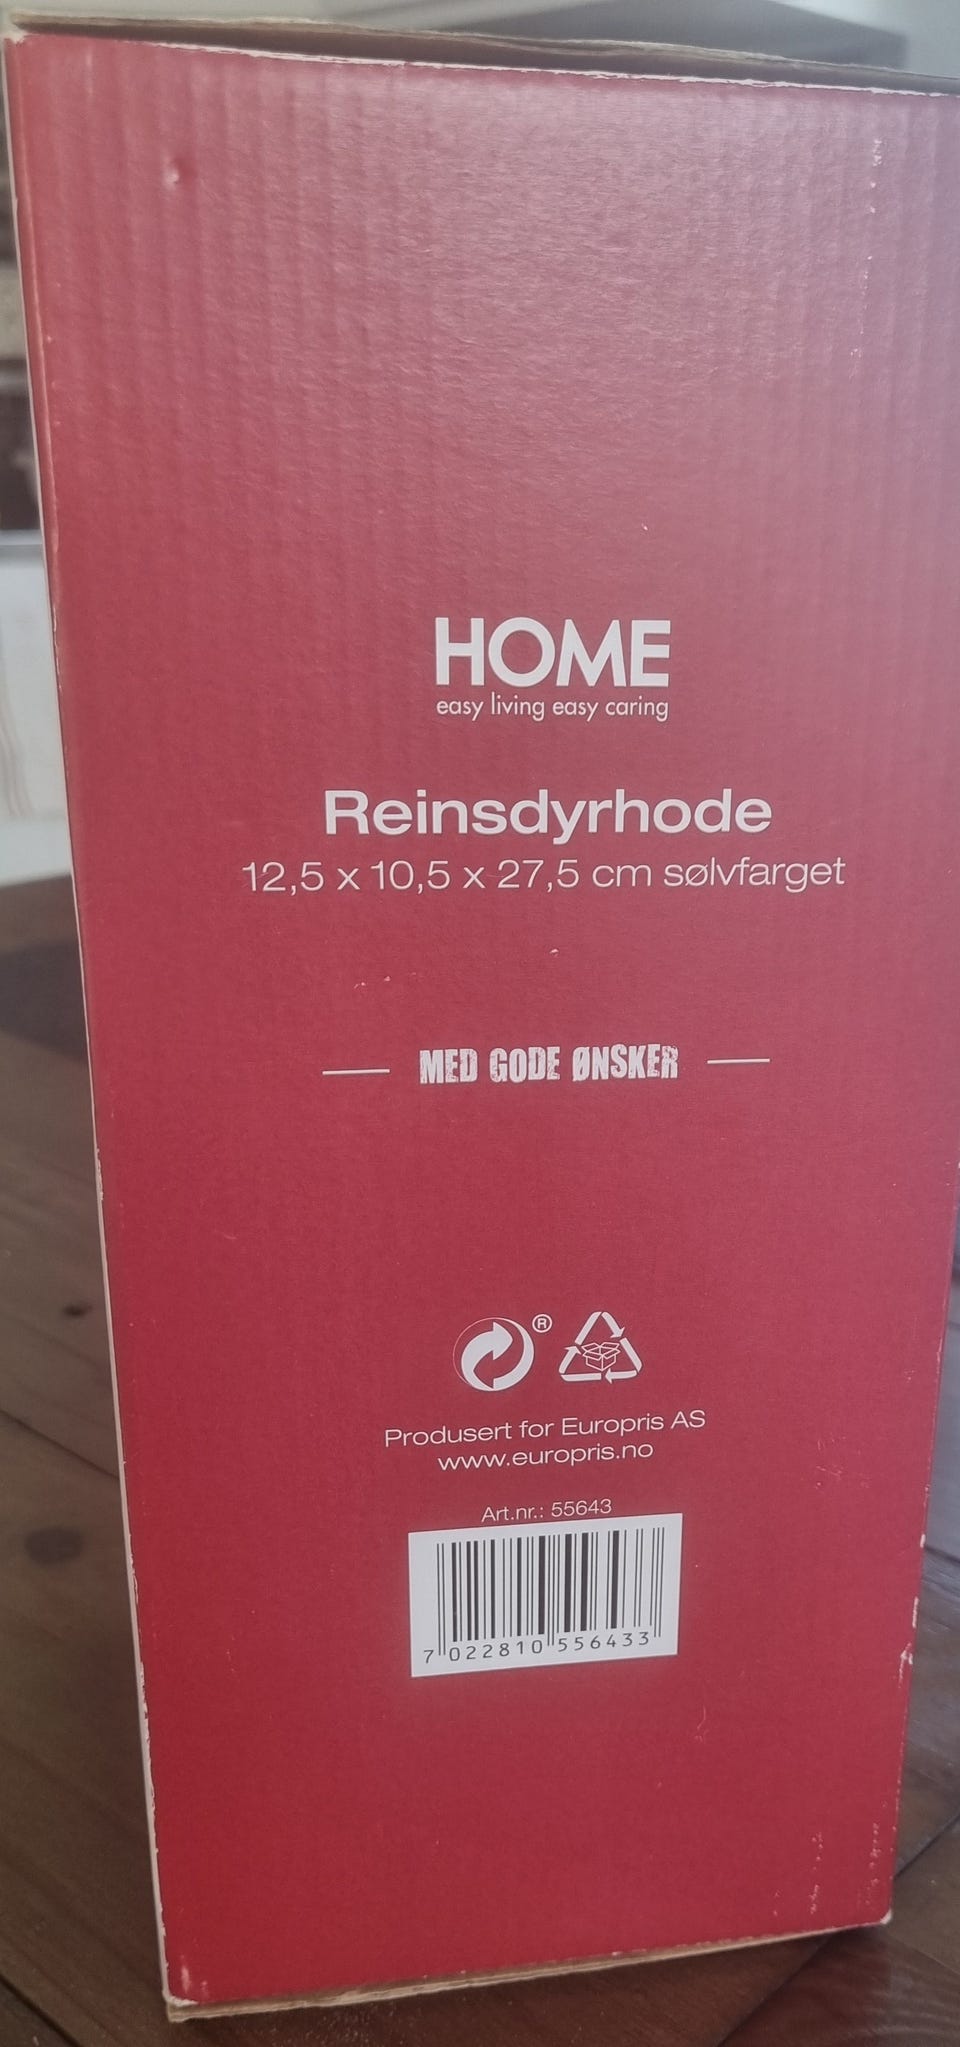 HOME
easy living easy caring
Reinsdyrhode
12,5 x 10,5 x 27,5 cm sølvfarget
MED GODE ØNSKER
®
Produsert for Europris AS
www.europris.no
Art.nr.: 55643
7 022810 556433